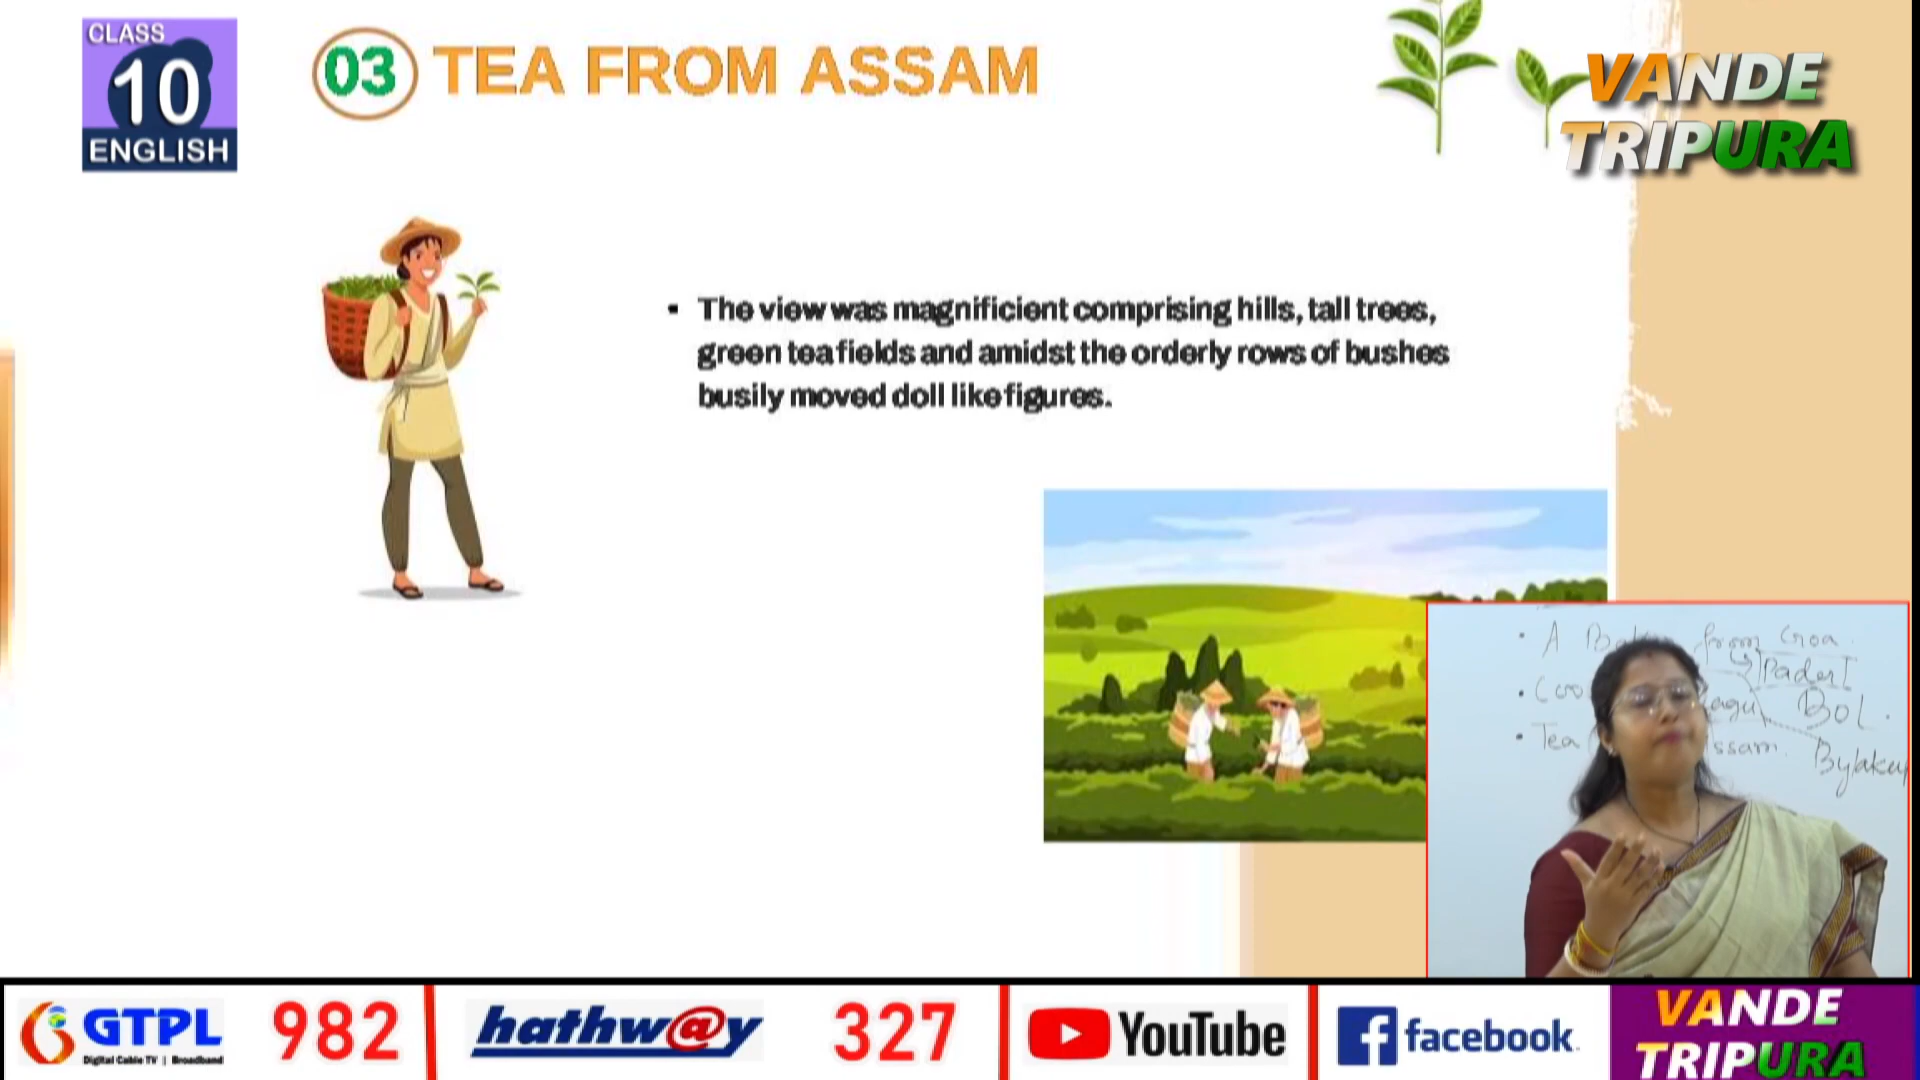 CLASS
10
ENGLISH
03 TEA FROM ASSAM
VANDE
TRIPURA
▪ The view was magnificient comprising hills, tall trees,
green tea fields and amidst the orderly rows of bushes
busily moved doll like figures.
• A from Goa
Pader
• Coo BOL.
• Tea ssam.
GTPL
Digital Cable TV | Broadband
982
hathw@y
327
YouTube
facebook
VANDE
TRIPURA